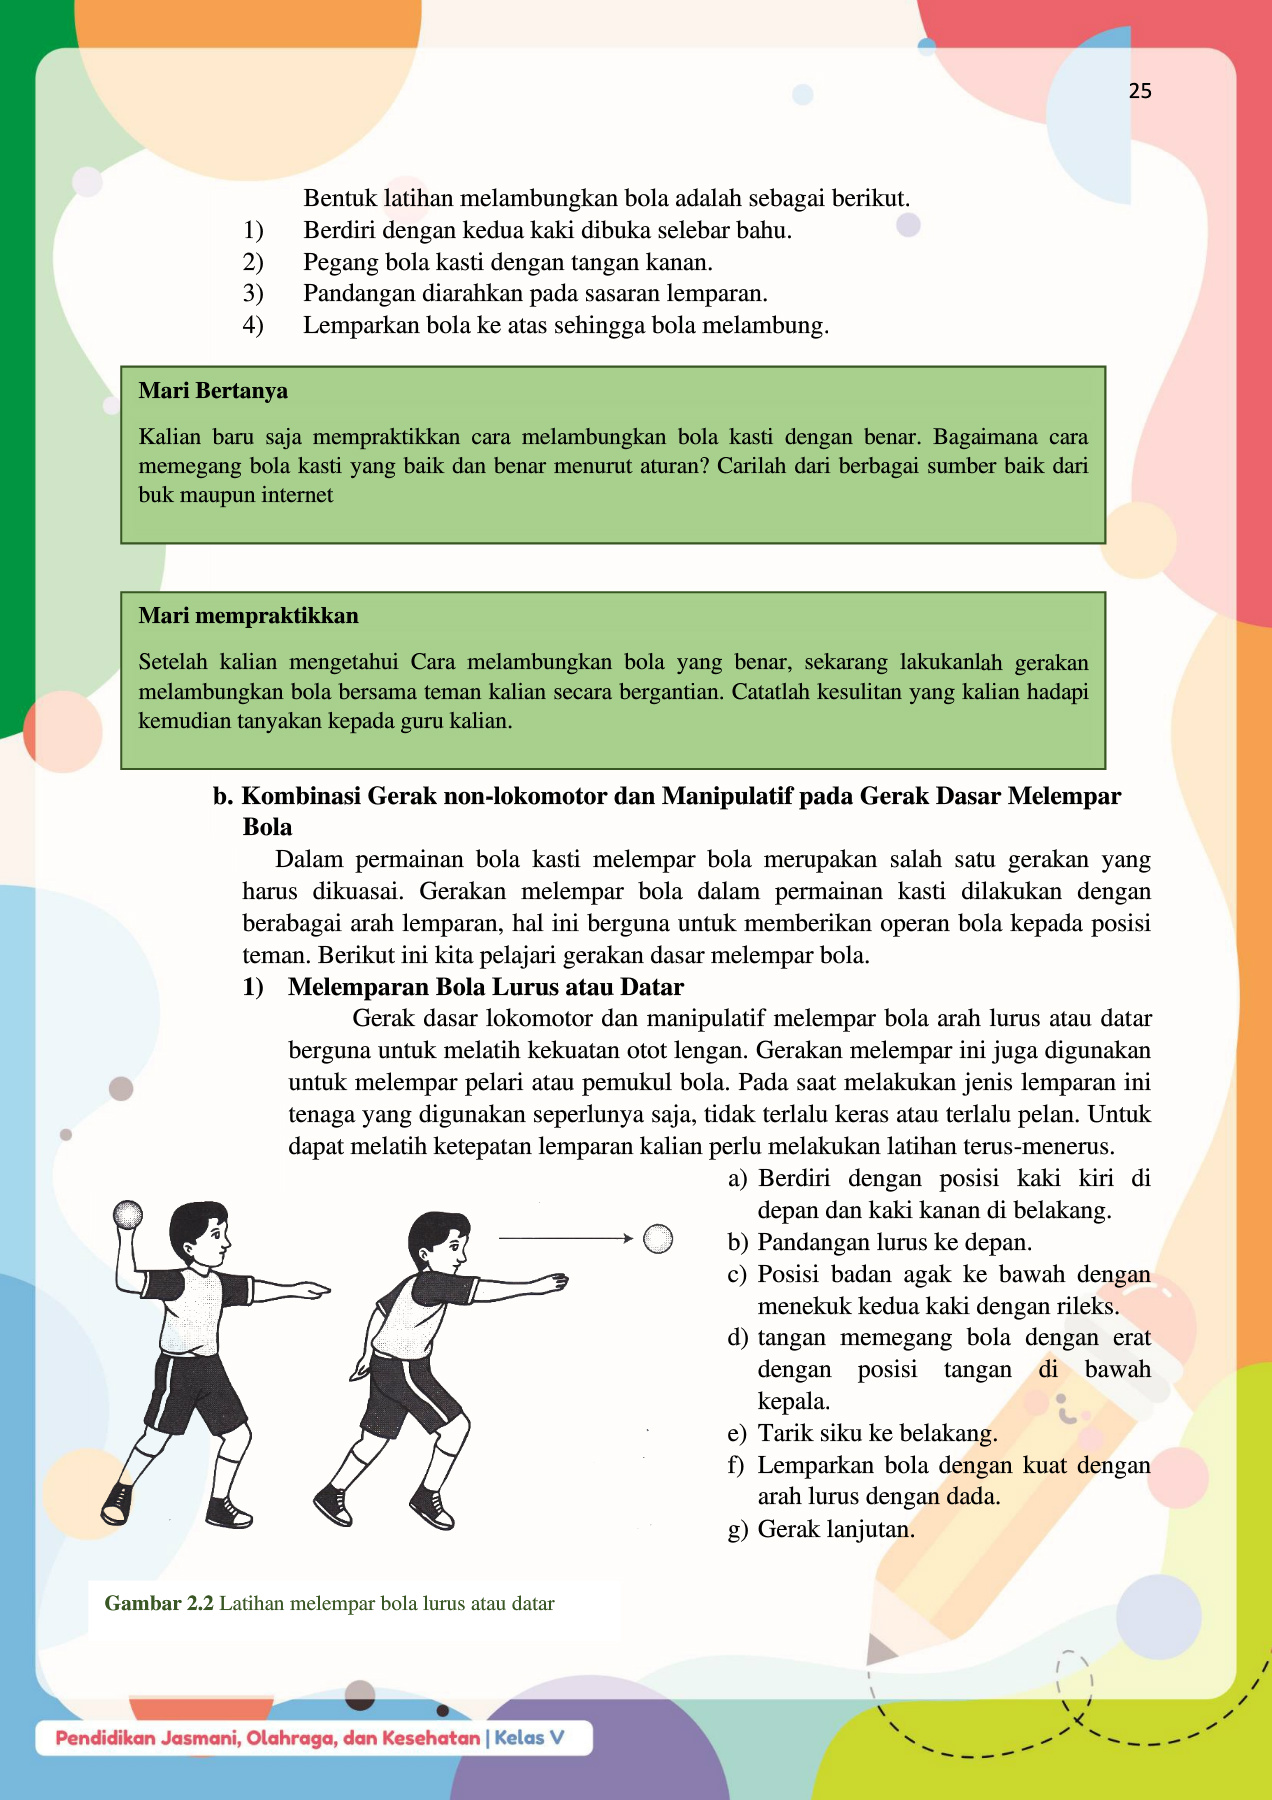 25
Bentuk latihan melambungkan bola adalah sebagai berikut.
1) Berdiri dengan kedua kaki dibuka selebar bahu.
2) Pegang bola kasti dengan tangan kanan.
3) Pandangan diarahkan pada sasaran lemparan.
4) Lemparkan bola ke atas sehingga bola melambung.
Mari Bertanya
Kalian baru saja mempraktikkan cara melambungkan bola kasti dengan benar. Bagaimana cara
memegang bola kasti yang baik dan benar menurut aturan? Carilah dari berbagai sumber baik dari
buk maupun internet
Mari mempraktikkan
Setelah kalian mengetahui Cara melambungkan bola yang benar, sekarang lakukanlah gerakan
melambungkan bola bersama teman kalian secara bergantian. Catatlah kesulitan yang kalian hadapi
kemudian tanyakan kepada guru kalian.
b. Kombinasi Gerak non-lokomotor dan Manipulatif pada Gerak Dasar Melempar
Bola
Dalam permainan bola kasti melempar bola merupakan salah satu gerakan yang
harus dikuasai. Gerakan melempar bola dalam permainan kasti dilakukan dengan
berabagai arah lemparan, hal ini berguna untuk memberikan operan bola kepada posisi
teman. Berikut ini kita pelajari gerakan dasar melempar bola.
1) Melemparan Bola Lurus atau Datar
Gerak dasar lokomotor dan manipulatif melempar bola arah lurus atau datar
berguna untuk melatih kekuatan otot lengan. Gerakan melempar ini juga digunakan
untuk melempar pelari atau pemukul bola. Pada saat melakukan jenis lemparan ini
tenaga yang digunakan seperlunya saja, tidak terlalu keras atau terlalu pelan. Untuk
dapat melatih ketepatan lemparan kalian perlu melakukan latihan terus-menerus.
a) Berdiri dengan posisi kaki kiri di
depan dan kaki kanan di belakang.
b) Pandangan lurus ke depan.
c) Posisi badan agak ke bawah dengan
menekuk kedua kaki dengan rileks.
d) tangan memegang bola dengan erat
dengan posisi tangan di bawah
kepala.
e) Tarik siku ke belakang.
f) Lemparkan bola dengan kuat dengan
arah lurus dengan dada.
g) Gerak lanjutan.
Gambar 2.2 Latihan melempar bola lurus atau datar
Pendidikan Jasmani, Olahraga, dan Kesehatan | Kelas V